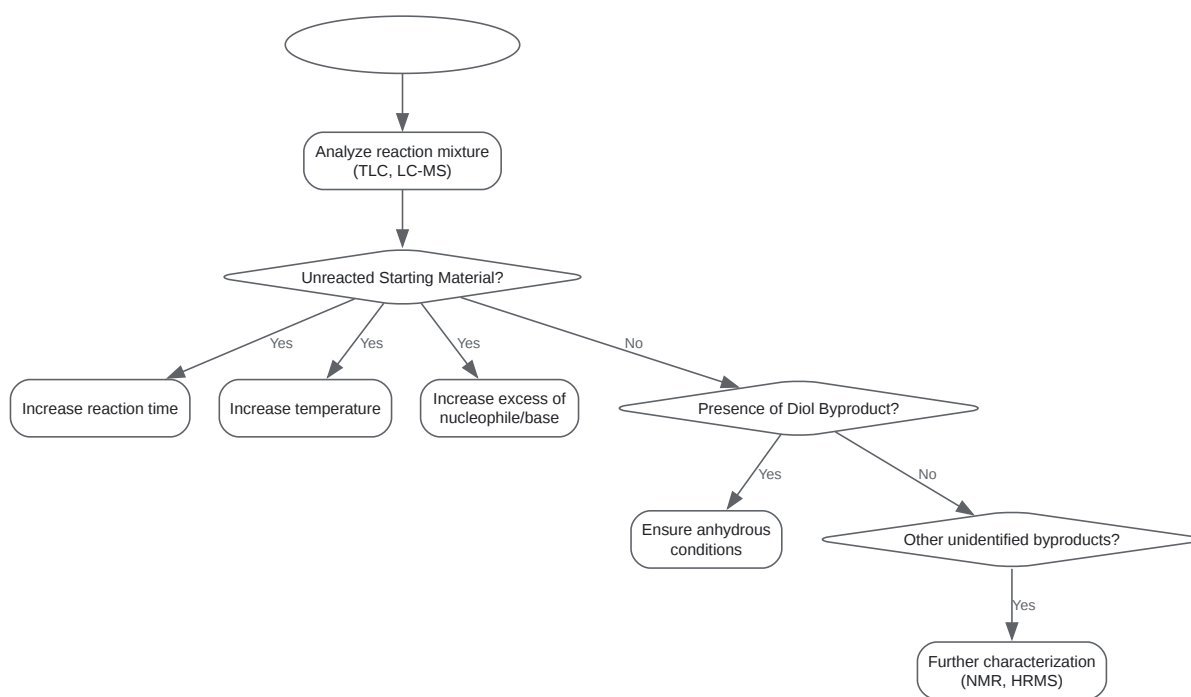 Analyze reaction mixture
(TLC, LC-MS)
Unreacted Starting Material?
Yes
Yes
Yes
No
Increase reaction time
Increase temperature
Increase excess of
nucleophile/base
Presence of Diol Byproduct?
Yes
No
Ensure anhydrous
conditions
Other unidentified byproducts?
Yes
Further characterization
(NMR, HRMS)